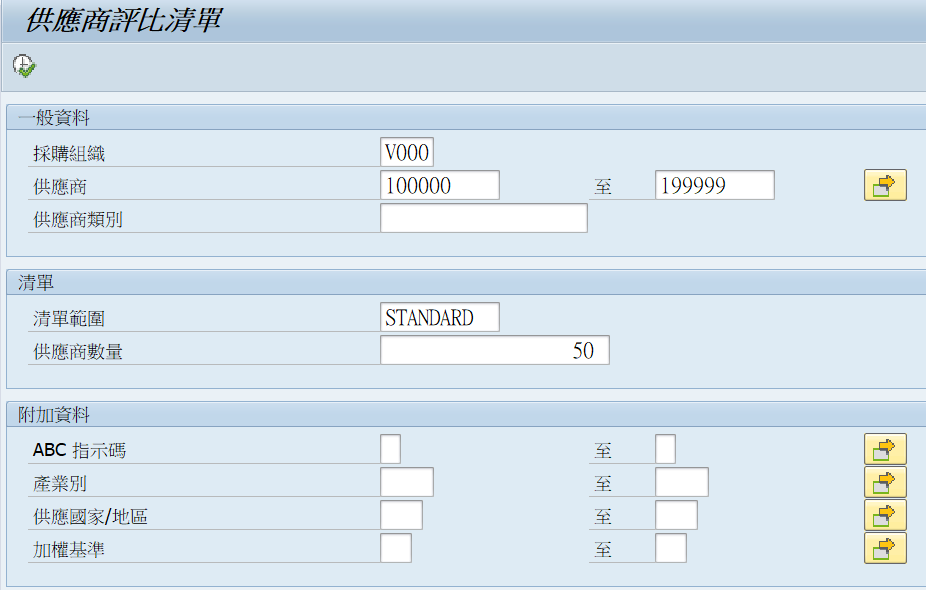 供應商評比清單
一般資料
採購組織 V000
供應商 100000 至 199999
供應商類別
清單
清單範圍 STANDARD
供應商數量 50
附加資料
ABC 指示碼 至
產業別 至
供應國家/地區 至
加權基準 至